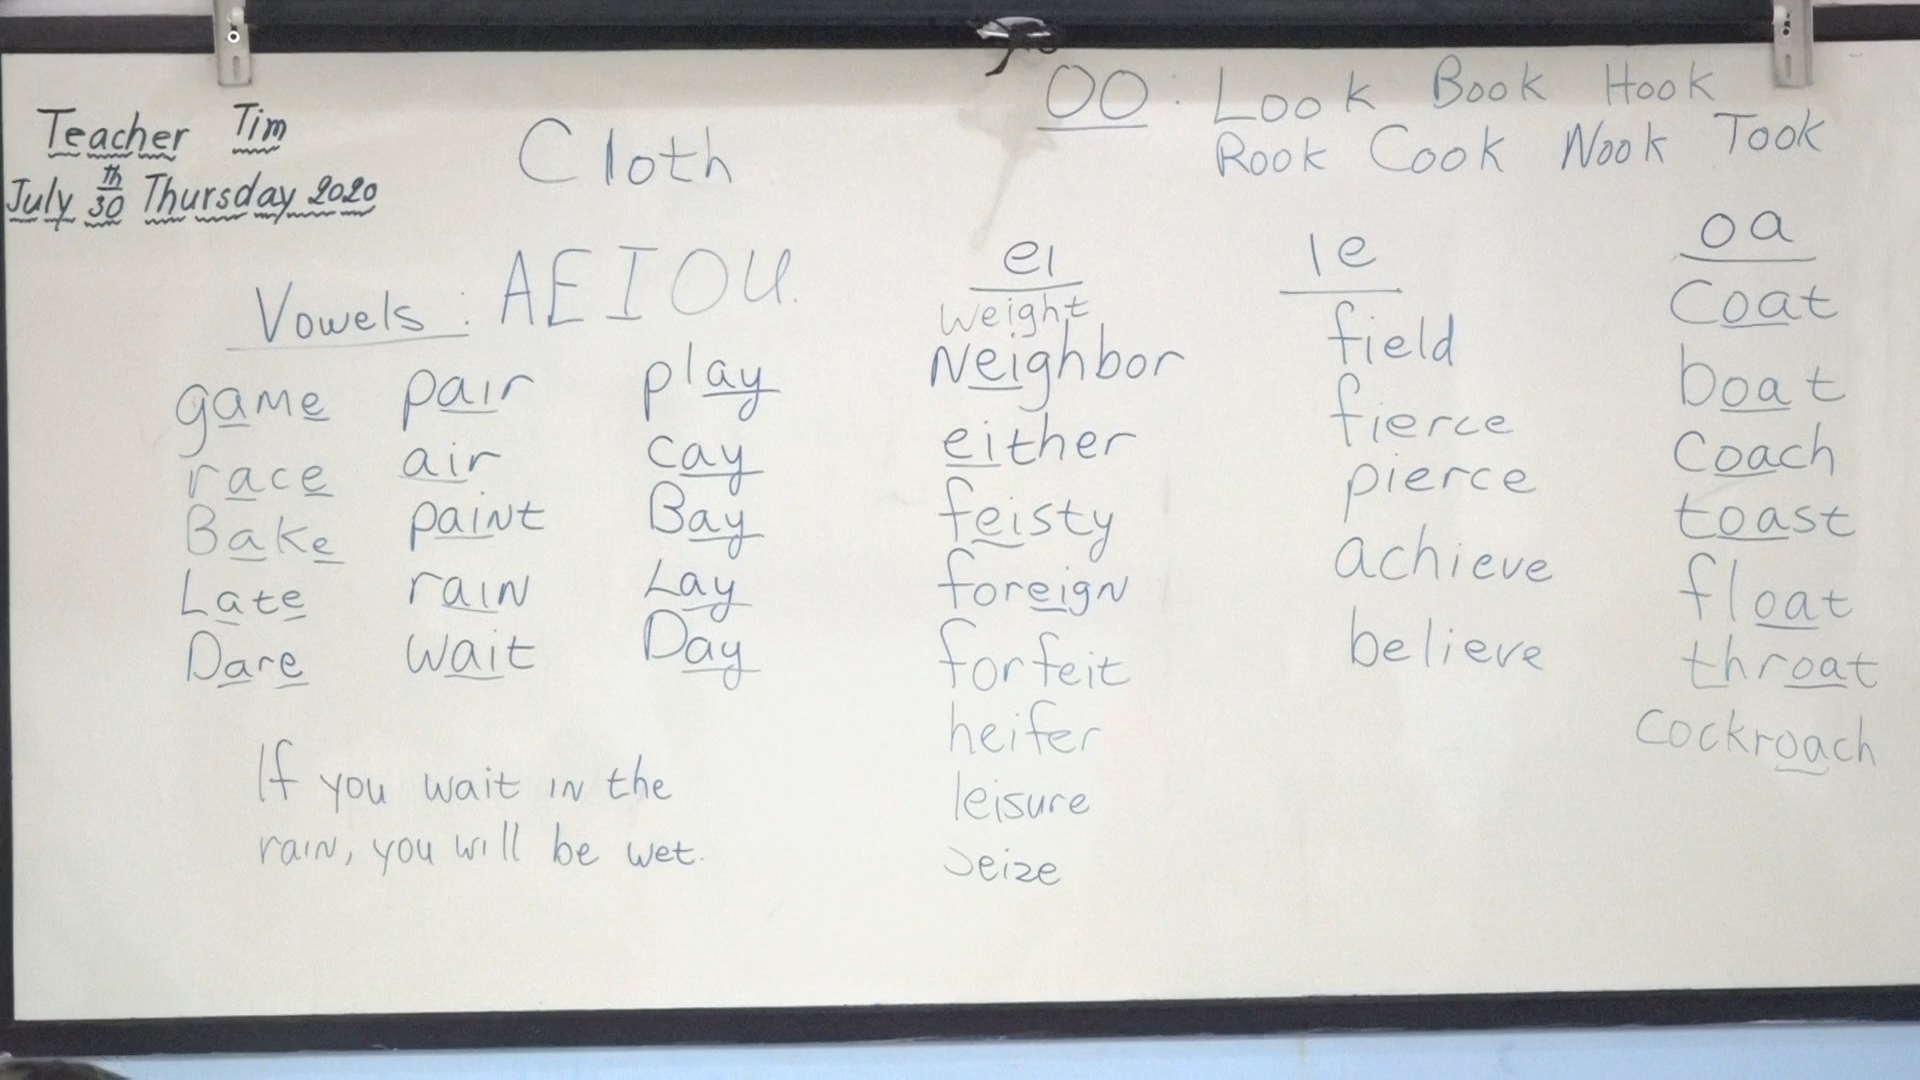 Teacher Tim
July 30th Thursday 2020
Cloth
OO: Look Book Hook
Rook Cook Nook Took
Vowels: A E I O U.
game pair play
race air cay
Bake paint Bay
Late rain Lay
Dare wait Day
If you wait in the
rain, you will be wet.
ei
weight
Neighbor
either
feisty
foreign
forfeit
heifer
leisure
seize
ie
field
fierce
pierce
achieve
believe
oa
Coat
boat
Coach
toast
float
throat
Cockroach